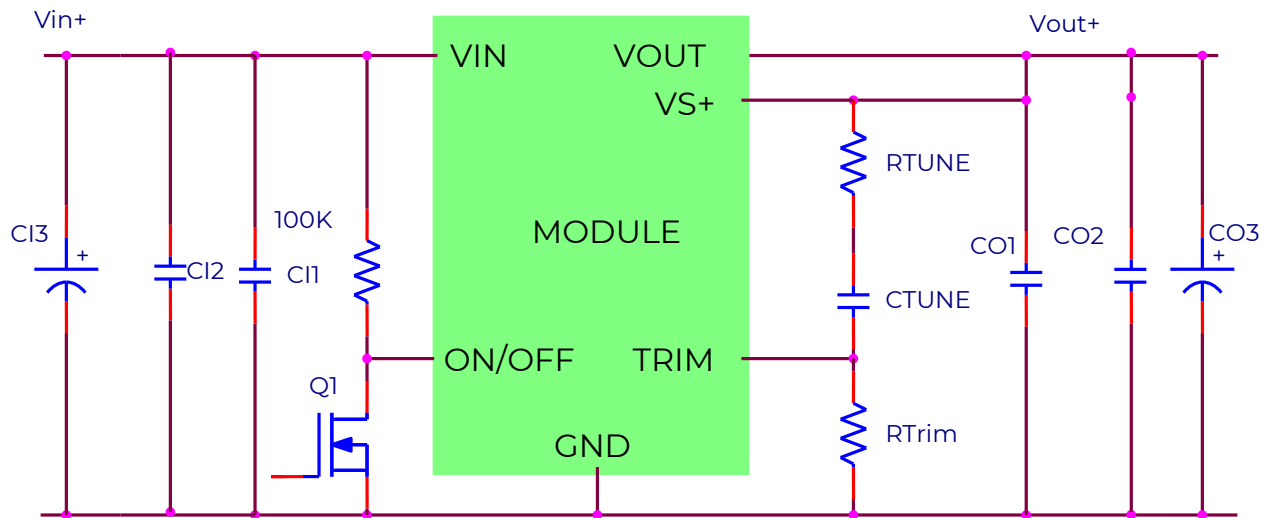 Vin+
Vout+
VIN
VOUT
VS+
RTUNE
100K
MODULE
CI3
+
CI2
CI1
CO1
CO2
CO3
+
CTUNE
ON/OFF
TRIM
Q1
RTrim
GND